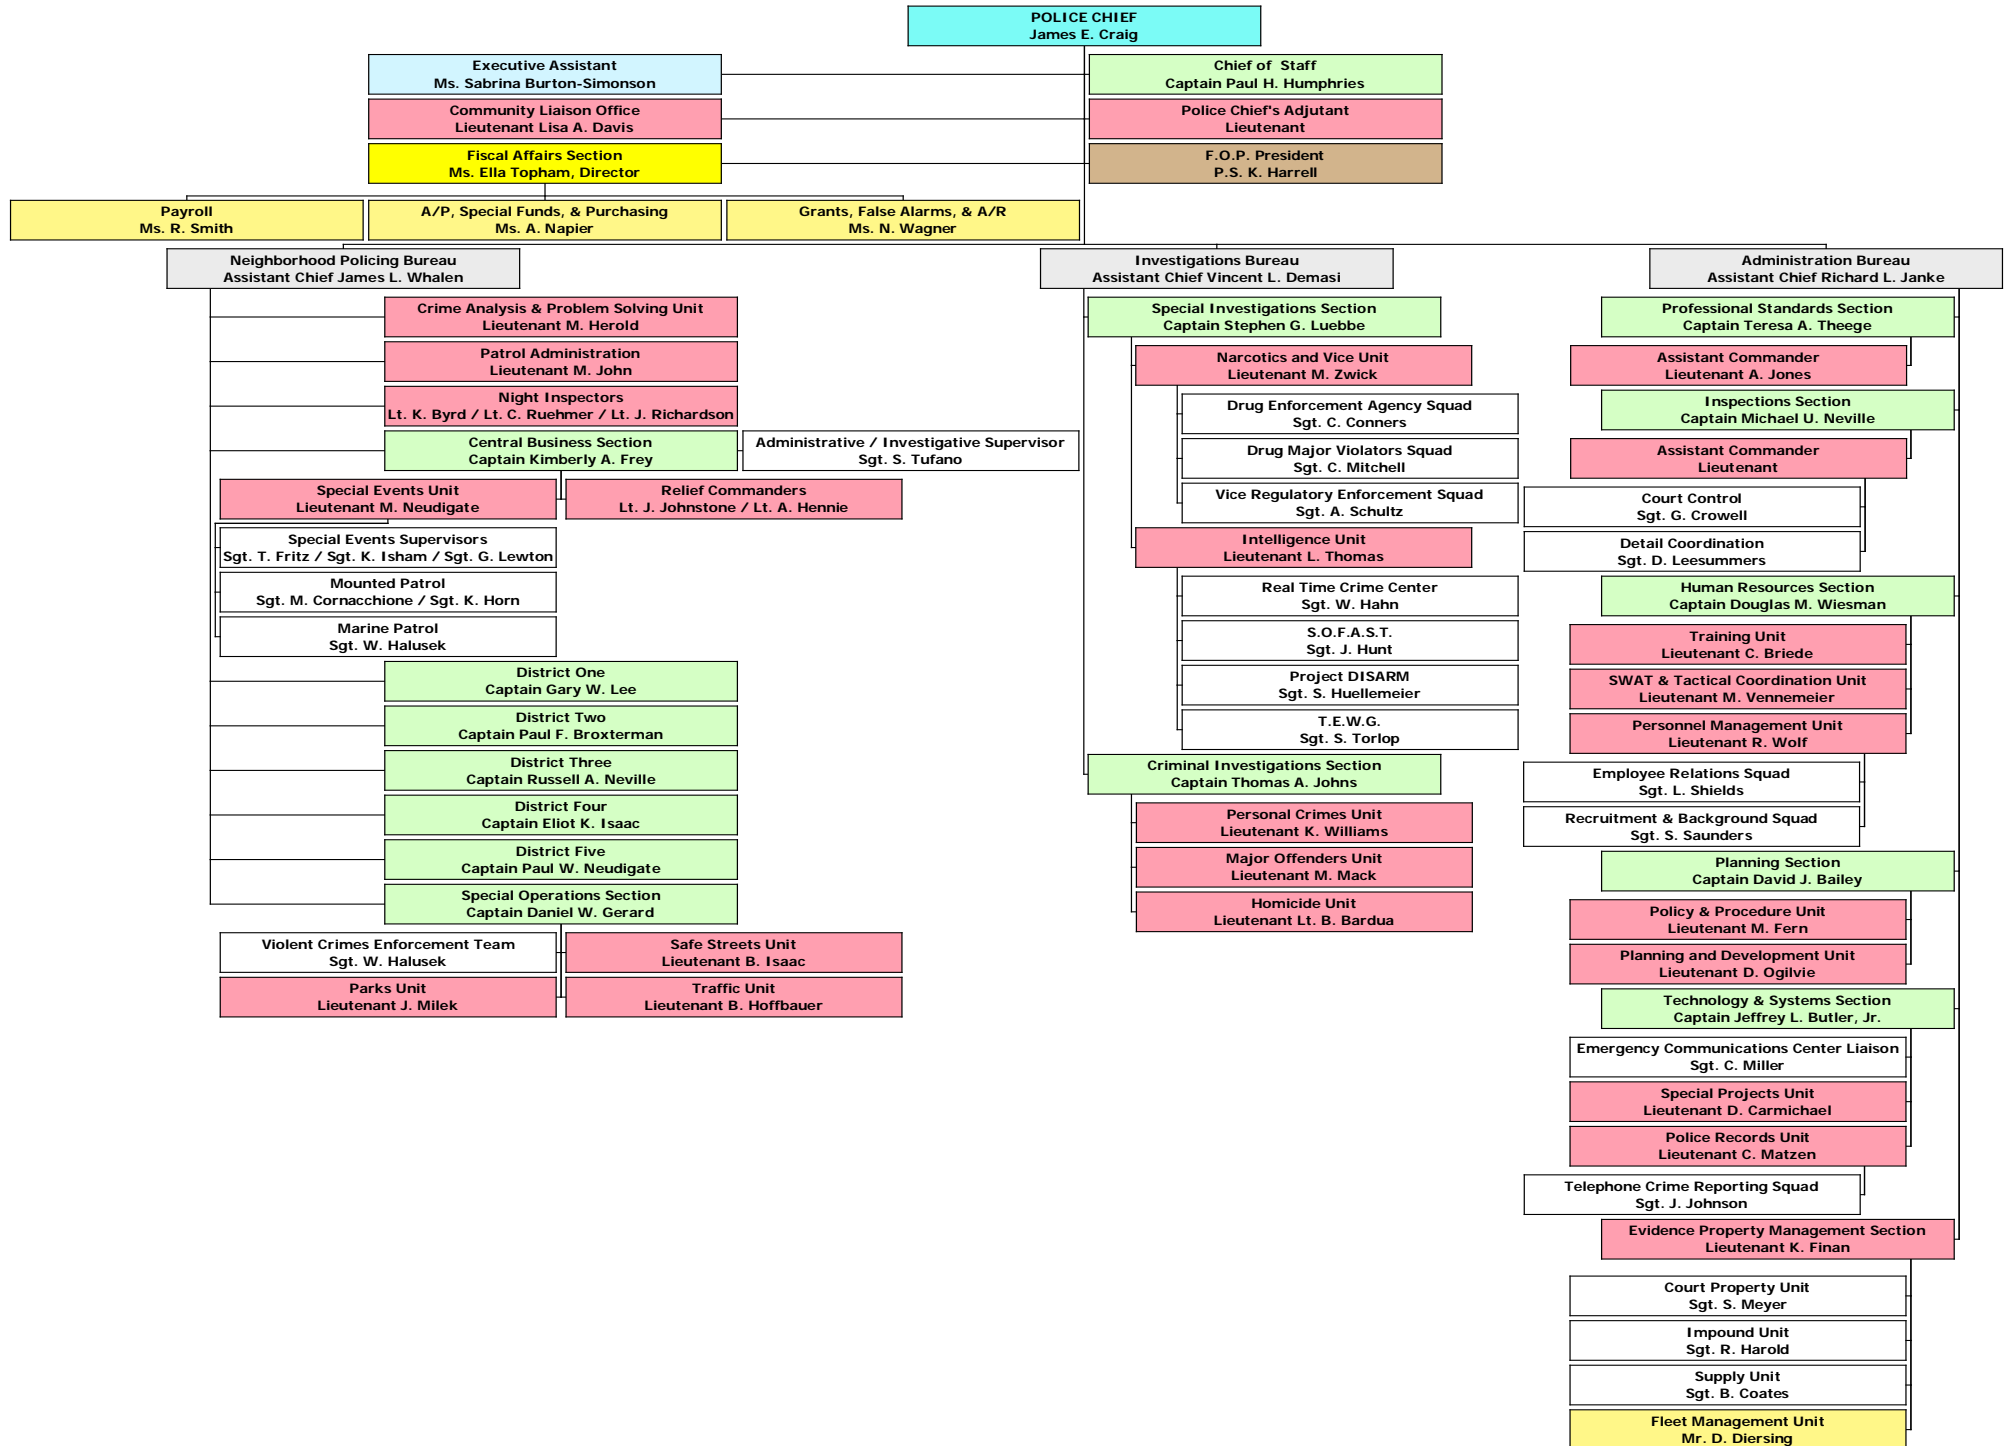 POLICE CHIEF
James E. Craig
Executive Assistant
Ms. Sabrina Burton-Simonson
Chief of Staff
Captain Paul H. Humphries
Community Liaison Office
Lieutenant Lisa A. Davis
Police Chief's Adjutant
Lieutenant
Fiscal Affairs Section
Ms. Ella Topham, Director
F.O.P. President
P.S. K. Harrell
Payroll
Ms. R. Smith
A/P, Special Funds, & Purchasing
Ms. A. Napier
Grants, False Alarms, & A/R
Ms. N. Wagner
Neighborhood Policing Bureau
Assistant Chief James L. Whalen
Crime Analysis & Problem Solving Unit
Lieutenant M. Herold
Patrol Administration
Lieutenant M. John
Night Inspectors
Lt. K. Byrd / Lt. C. Ruehmer / Lt. J. Richardson
Central Business Section
Captain Kimberly A. Frey
Administrative / Investigative Supervisor
Sgt. S. Tufano
Special Events Unit
Lieutenant M. Neudigate
Relief Commanders
Lt. J. Johnstone / Lt. A. Hennie
Special Events Supervisors
Sgt. T. Fritz / Sgt. K. Isham / Sgt. G. Lewton
Mounted Patrol
Sgt. M. Cornacchione / Sgt. K. Horn
Marine Patrol
Sgt. W. Halusek
District One
Captain Gary W. Lee
District Two
Captain Paul F. Broxterman
District Three
Captain Russell A. Neville
District Four
Captain Eliot K. Isaac
District Five
Captain Paul W. Neudigate
Special Operations Section
Captain Daniel W. Gerard
Violent Crimes Enforcement Team
Sgt. W. Halusek
Safe Streets Unit
Lieutenant B. Isaac
Parks Unit
Lieutenant J. Milek
Traffic Unit
Lieutenant B. Hoffbauer
Investigations Bureau
Assistant Chief Vincent L. Demasi
Special Investigations Section
Captain Stephen G. Luebbe
Narcotics and Vice Unit
Lieutenant M. Zwick
Drug Enforcement Agency Squad
Sgt. C. Conners
Drug Major Violators Squad
Sgt. C. Mitchell
Vice Regulatory Enforcement Squad
Sgt. A. Schultz
Intelligence Unit
Lieutenant L. Thomas
Real Time Crime Center
Sgt. W. Hahn
S.O.F.A.S.T.
Sgt. J. Hunt
Project DISARM
Sgt. S. Huellemeier
T.E.W.G.
Sgt. S. Torlop
Criminal Investigations Section
Captain Thomas A. Johns
Personal Crimes Unit
Lieutenant K. Williams
Major Offenders Unit
Lieutenant M. Mack
Homicide Unit
Lieutenant Lt. B. Bardua
Administration Bureau
Assistant Chief Richard L. Janke
Professional Standards Section
Captain Teresa A. Theege
Assistant Commander
Lieutenant A. Jones
Inspections Section
Captain Michael U. Neville
Assistant Commander
Lieutenant
Court Control
Sgt. G. Crowell
Detail Coordination
Sgt. D. Leesummers
Human Resources Section
Captain Douglas M. Wiesman
Training Unit
Lieutenant C. Briede
SWAT & Tactical Coordination Unit
Lieutenant M. Vennemeier
Personnel Management Unit
Lieutenant R. Wolf
Employee Relations Squad
Sgt. L. Shields
Recruitment & Background Squad
Sgt. S. Saunders
Planning Section
Captain David J. Bailey
Policy & Procedure Unit
Lieutenant M. Fern
Planning and Development Unit
Lieutenant D. Ogilvie
Technology & Systems Section
Captain Jeffrey L. Butler, Jr.
Emergency Communications Center Liaison
Sgt. C. Miller
Special Projects Unit
Lieutenant D. Carmichael
Police Records Unit
Lieutenant C. Matzen
Telephone Crime Reporting Squad
Sgt. J. Johnson
Evidence Property Management Section
Lieutenant K. Finan
Court Property Unit
Sgt. S. Meyer
Impound Unit
Sgt. R. Harold
Supply Unit
Sgt. B. Coates
Fleet Management Unit
Mr. D. Diersing